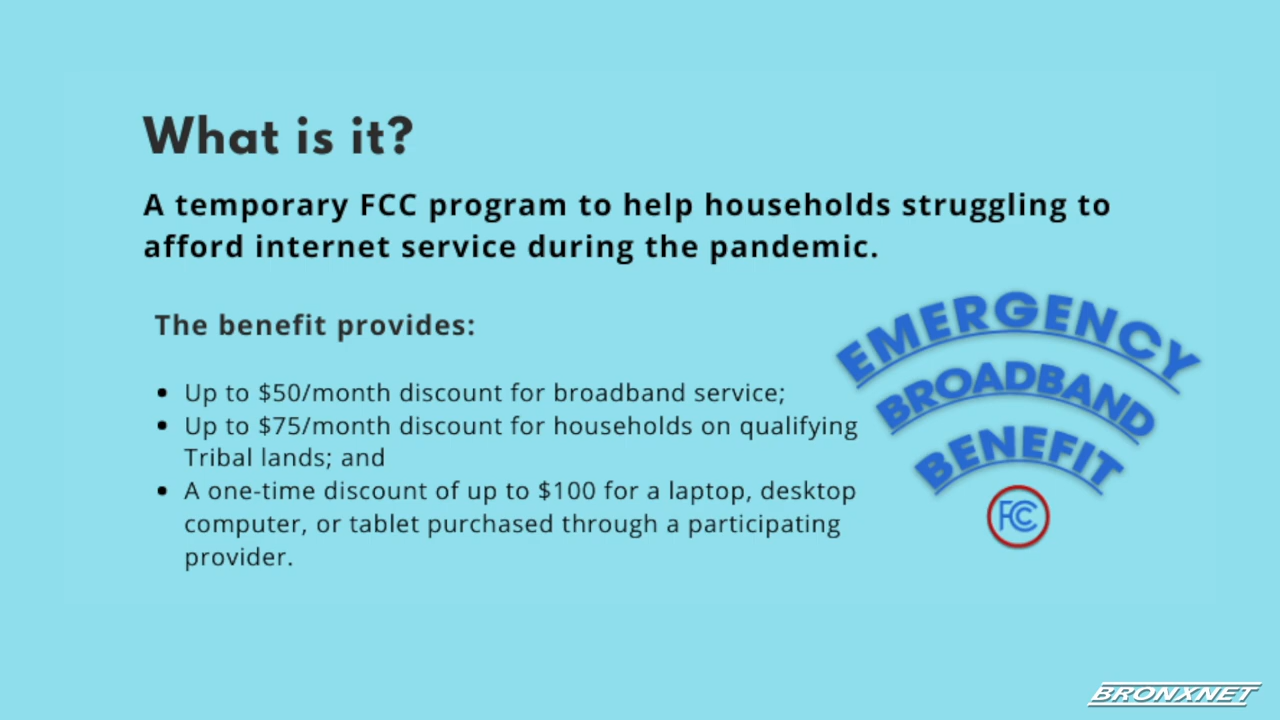 What is it?
A temporary FCC program to help households struggling to
afford internet service during the pandemic.
The benefit provides:
• Up to $50/month discount for broadband service;
• Up to $75/month discount for households on qualifying
Tribal lands; and
• A one-time discount of up to $100 for a laptop, desktop
computer, or tablet purchased through a participating
provider.
EMERGENCY
BROADBAND
BENEFIT
FCC
BRONXNET